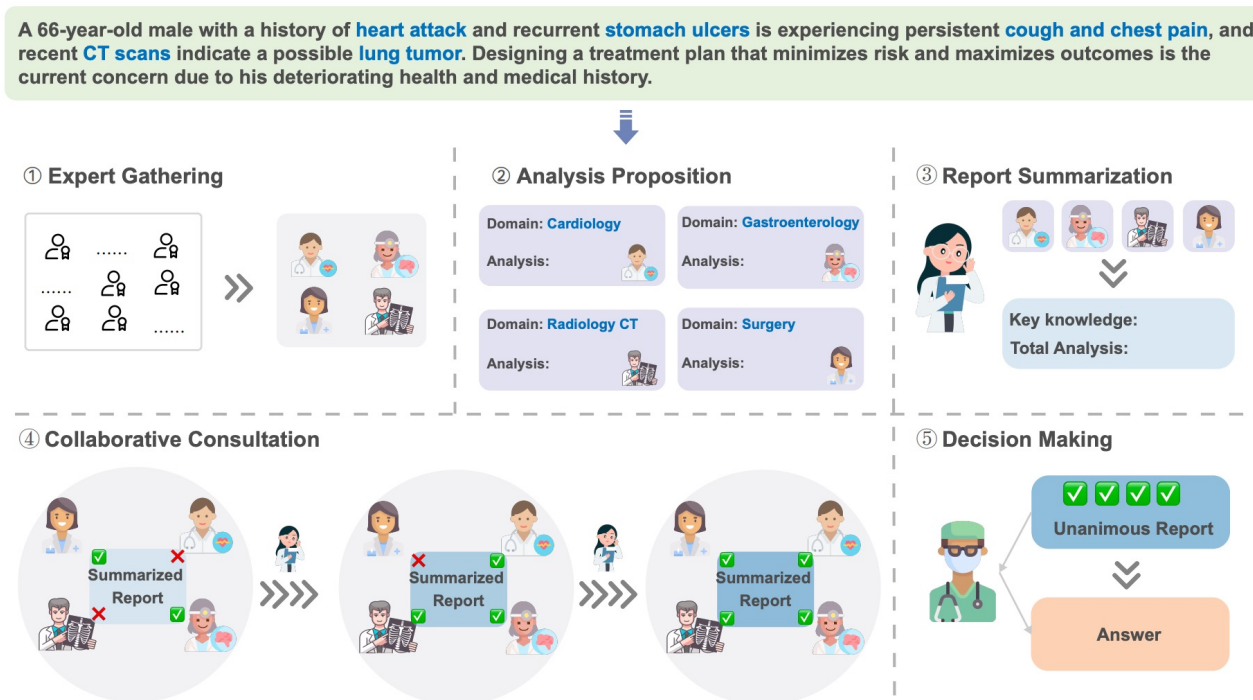 A 66-year-old male with a history of heart attack and recurrent stomach ulcers is experiencing persistent cough and chest pain, and
recent CT scans indicate a possible lung tumor. Designing a treatment plan that minimizes risk and maximizes outcomes is the
current concern due to his deteriorating health and medical history.
① Expert Gathering
......
......
......
② Analysis Proposition
Domain: Cardiology
Analysis:
Domain: Gastroenterology
Analysis:
Domain: Radiology CT
Analysis:
Domain: Surgery
Analysis:
③ Report Summarization
Key knowledge:
Total Analysis:
④ Collaborative Consultation
Summarized
Report
Summarized
Report
Summarized
Report
⑤ Decision Making
Unanimous Report
Answer